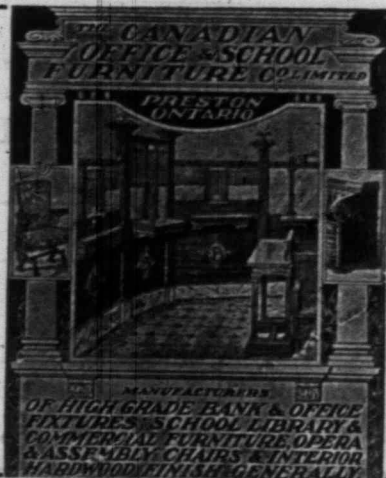 THE CANADIAN
OFFICE & SCHOOL
FURNITURE CO. LIMITED
PRESTON
ONTARIO
MANUFACTURERS
OF HIGH GRADE BANK & OFFICE
FIXTURES, SCHOOL, LIBRARY &
COMMERCIAL FURNITURE, OPERA
& ASSEMBLY CHAIRS & INTERIOR
HARDWOOD FINISH GENERALLY